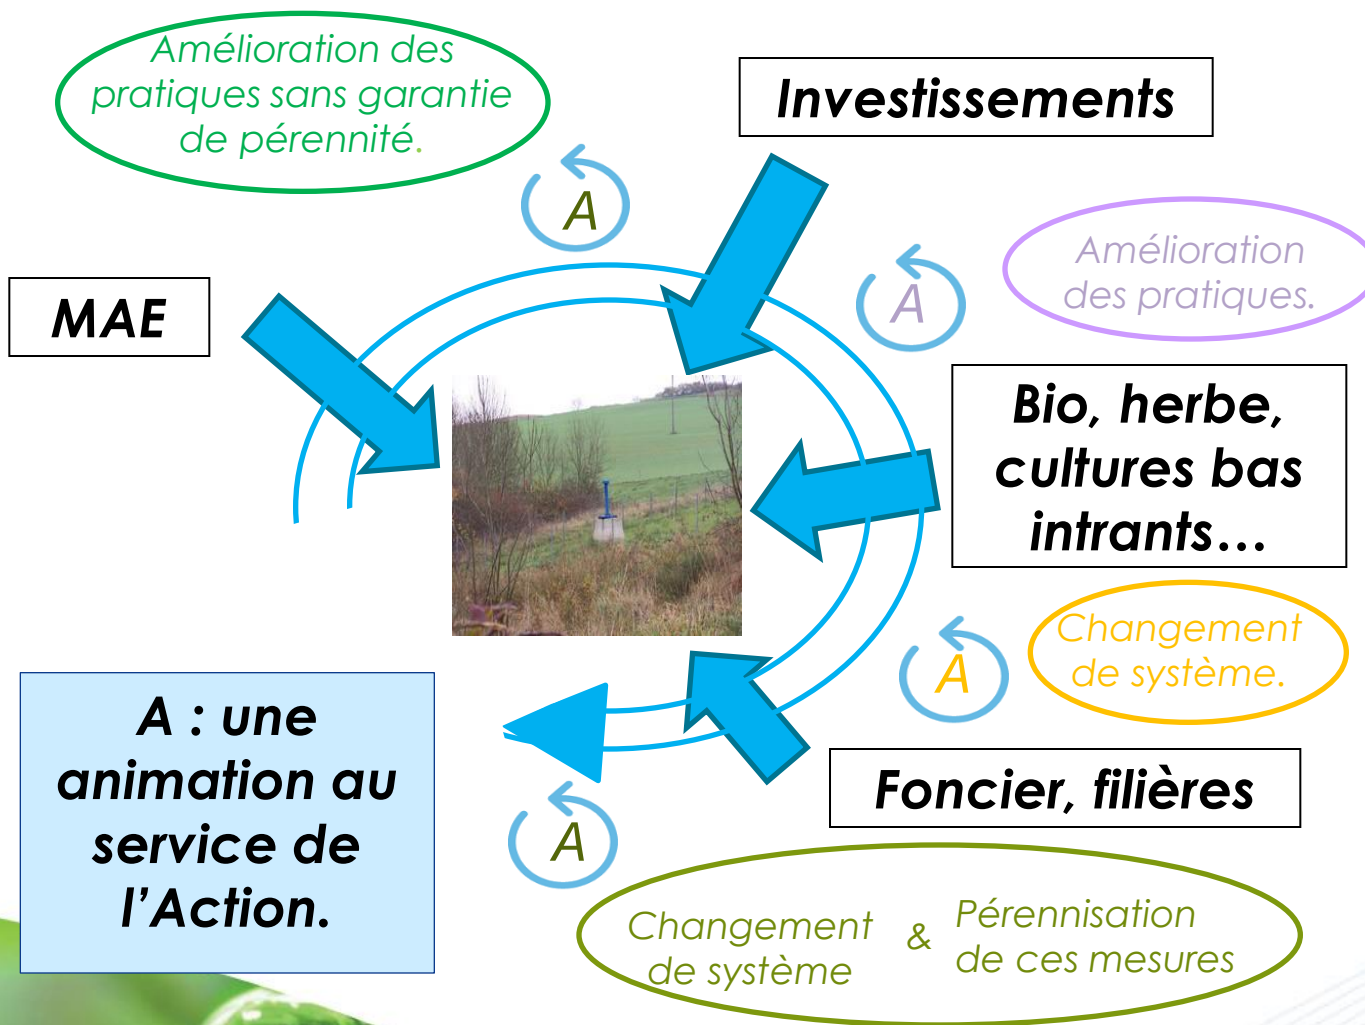 Amélioration des
pratiques sans garantie
de pérennité.
Investissements
A
Amélioration
des pratiques.
A
MAE
Bio, herbe,
cultures bas
intrants…
Changement
de système.
A
A : une
animation au
service de
l’Action.
Foncier, filières
A
Changement
de système
&
Pérennisation
de ces mesures